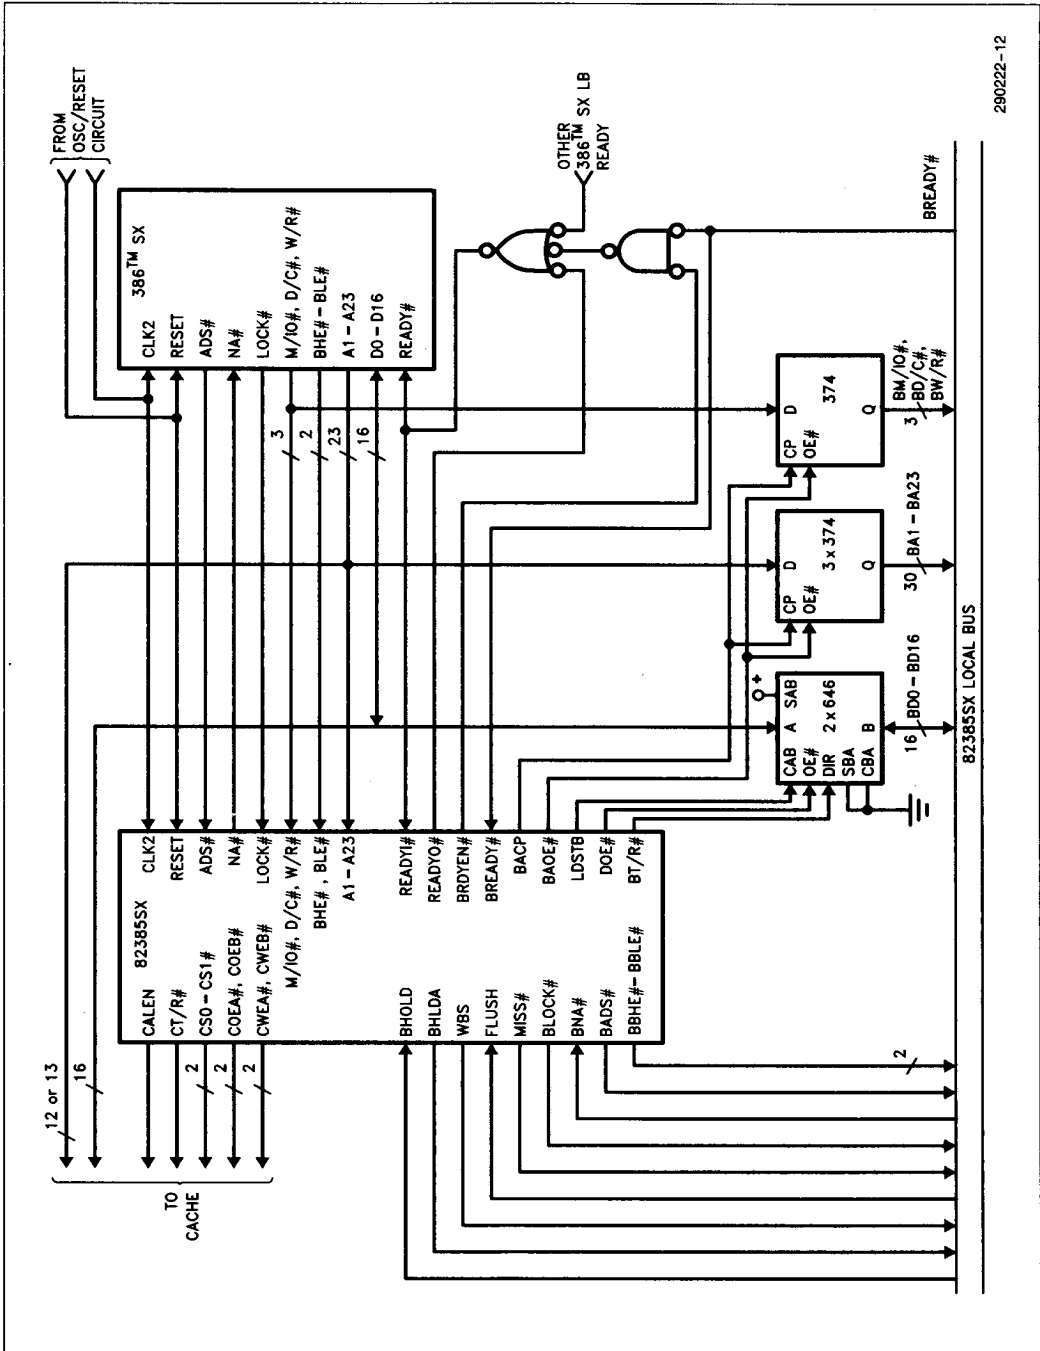 FROM
OSC/RESET
CIRCUIT
386™ SX
CLK2
RESET
ADS#
NA#
LOCK#
M/IO#, D/C#, W/R#
BHE#-BLE#
A1-A23
D0-D16
READY#
3
2
23
16
OTHER
386™ SX LB
READY
BREADY#
D
374
CP
OE#
Q
3
BM/IO#,
BD/C#,
BW/R#
D
3x374
CP
OE#
Q
30
BA1-BA23
+
SAB
A
2x646
B
CAB
OE#
DIR
SBA
CBA
16
BD0-BD16
82385SX LOCAL BUS
82385SX
CLK2
RESET
ADS#
NA#
LOCK#
M/IO#, D/C#, W/R#
BHE#, BLE#
A1-A23
READYI#
READYO#
BRDYEN#
BREADY#
BACP
BAOE#
LDSTB
DOE#
BT/R#
CALEN
CT/R#
CS0-CS1#
COEA#, COEB#
CWEA#, CWEB#
BHOLD
BHLDA
WBS
FLUSH
MISS#
BLOCK#
BNA#
BADS#
BBHE#-BBLE#
12 or 13
16
2
2
2
2
TO
CACHE
290222-12